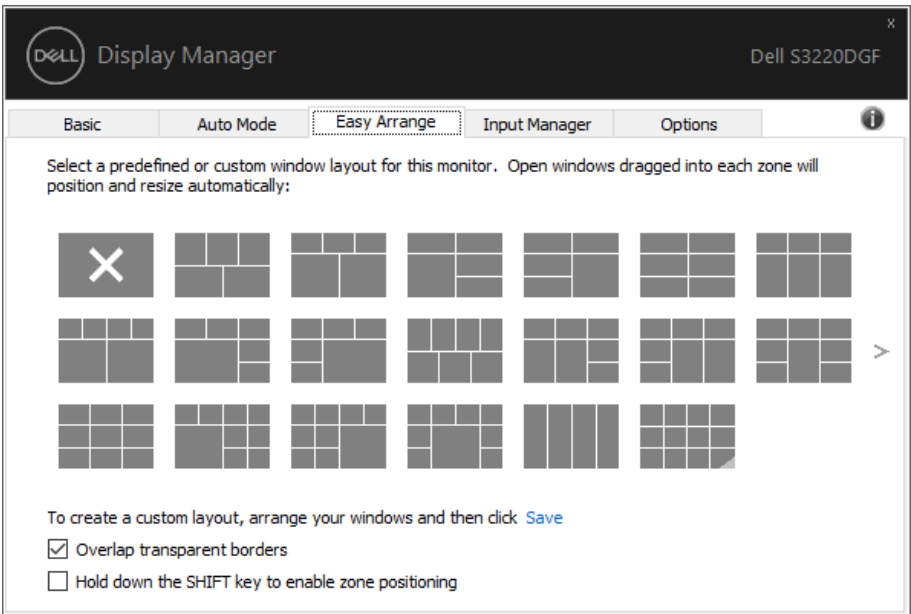 x
DELL Display Manager
Dell S3220DGF
Basic Auto Mode Easy Arrange Input Manager Options
Select a predefined or custom window layout for this monitor. Open windows dragged into each zone will
position and resize automatically:
>
To create a custom layout, arrange your windows and then click Save
Overlap transparent borders
Hold down the SHIFT key to enable zone positioning